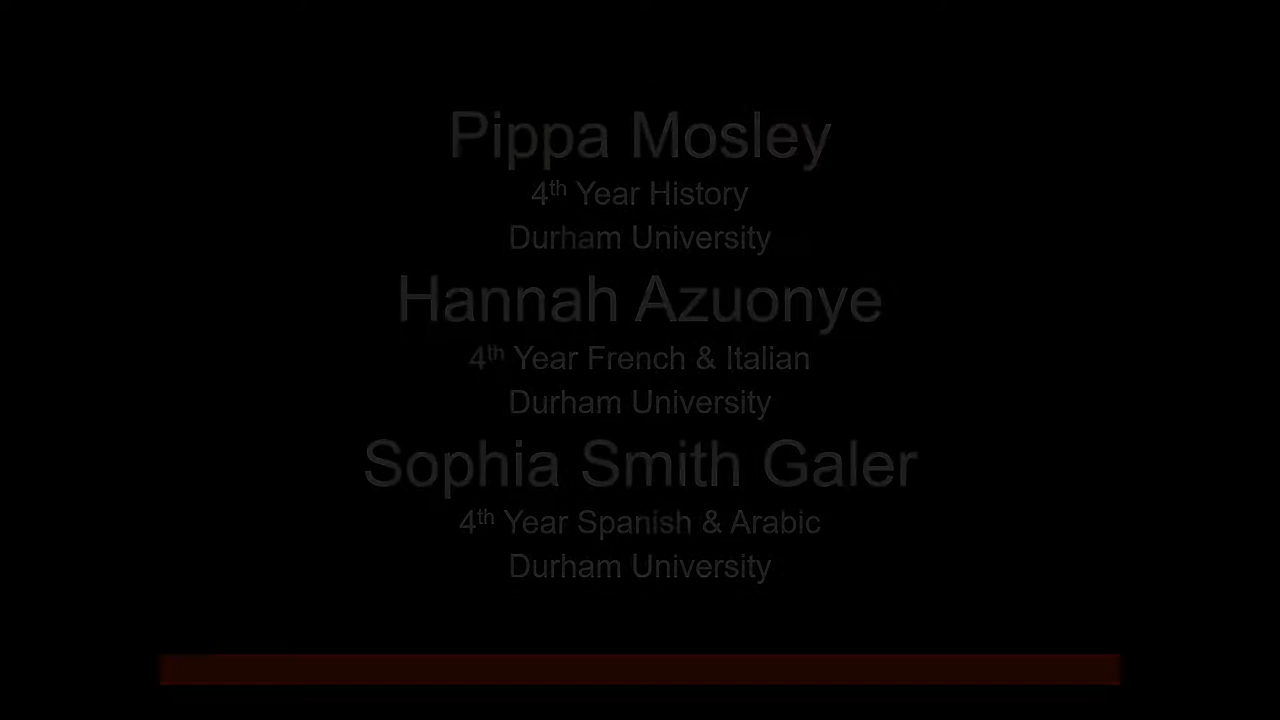 Pippa Mosley
4th Year History
Durham University
Hannah Azuonye
4th Year French & Italian
Durham University
Sophia Smith Galer
4th Year Spanish & Arabic
Durham University